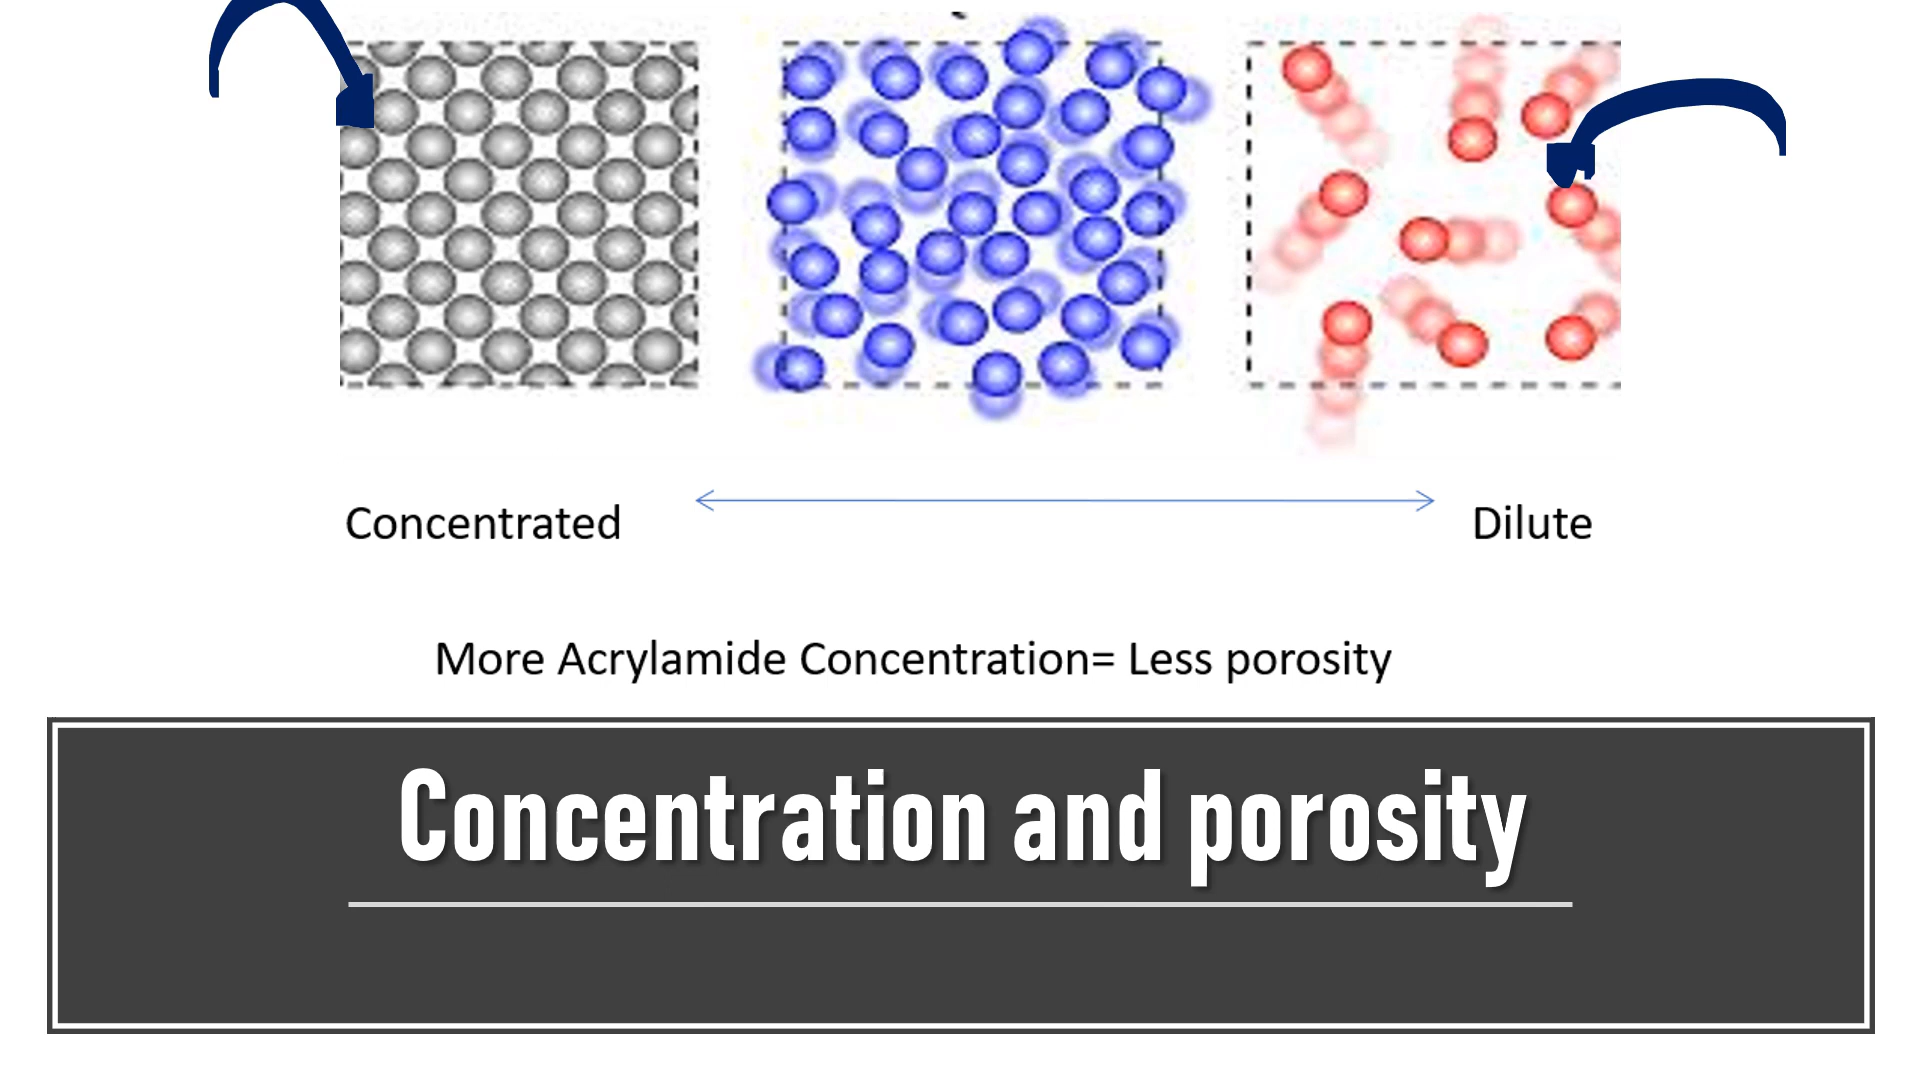 Concentrated
Dilute
More Acrylamide Concentration= Less porosity
Concentration and porosity